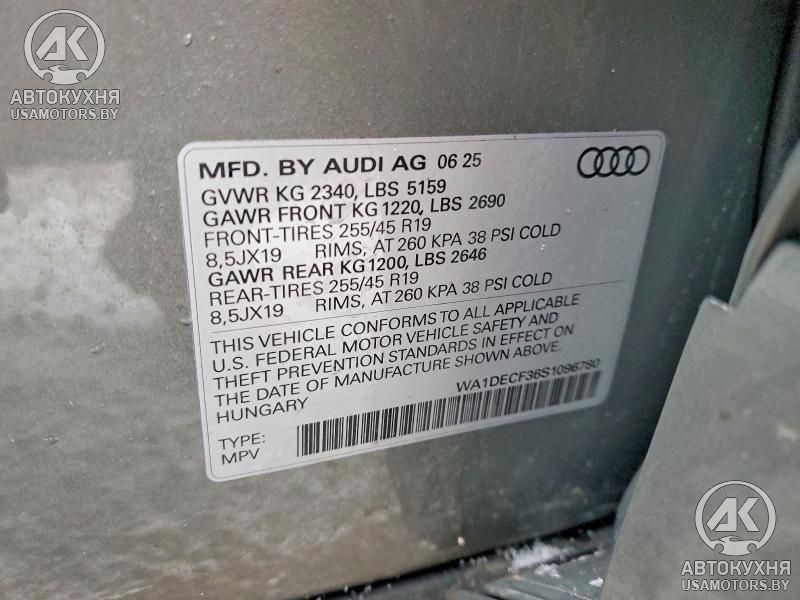 AK
АВТОКУХНЯ
USAMOTORS.BY
MFD. BY AUDI AG 06 25
GVWR KG 2340, LBS 5159
GAWR FRONT KG 1220, LBS 2690
FRONT-TIRES 255/45 R19
8,5JX19 RIMS, AT 260 KPA 38 PSI COLD
GAWR REAR KG 1200, LBS 2646
REAR-TIRES 255/45 R19
8,5JX19 RIMS, AT 260 KPA 38 PSI COLD
THIS VEHICLE CONFORMS TO ALL APPLICABLE
U.S. FEDERAL MOTOR VEHICLE SAFETY AND
THEFT PREVENTION STANDARDS IN EFFECT ON
THE DATE OF MANUFACTURE SHOWN ABOVE.
HUNGARY
WA1DECF36S1096780
TYPE:
MPV
AK
АВТОКУХНЯ
USAMOTORS.BY